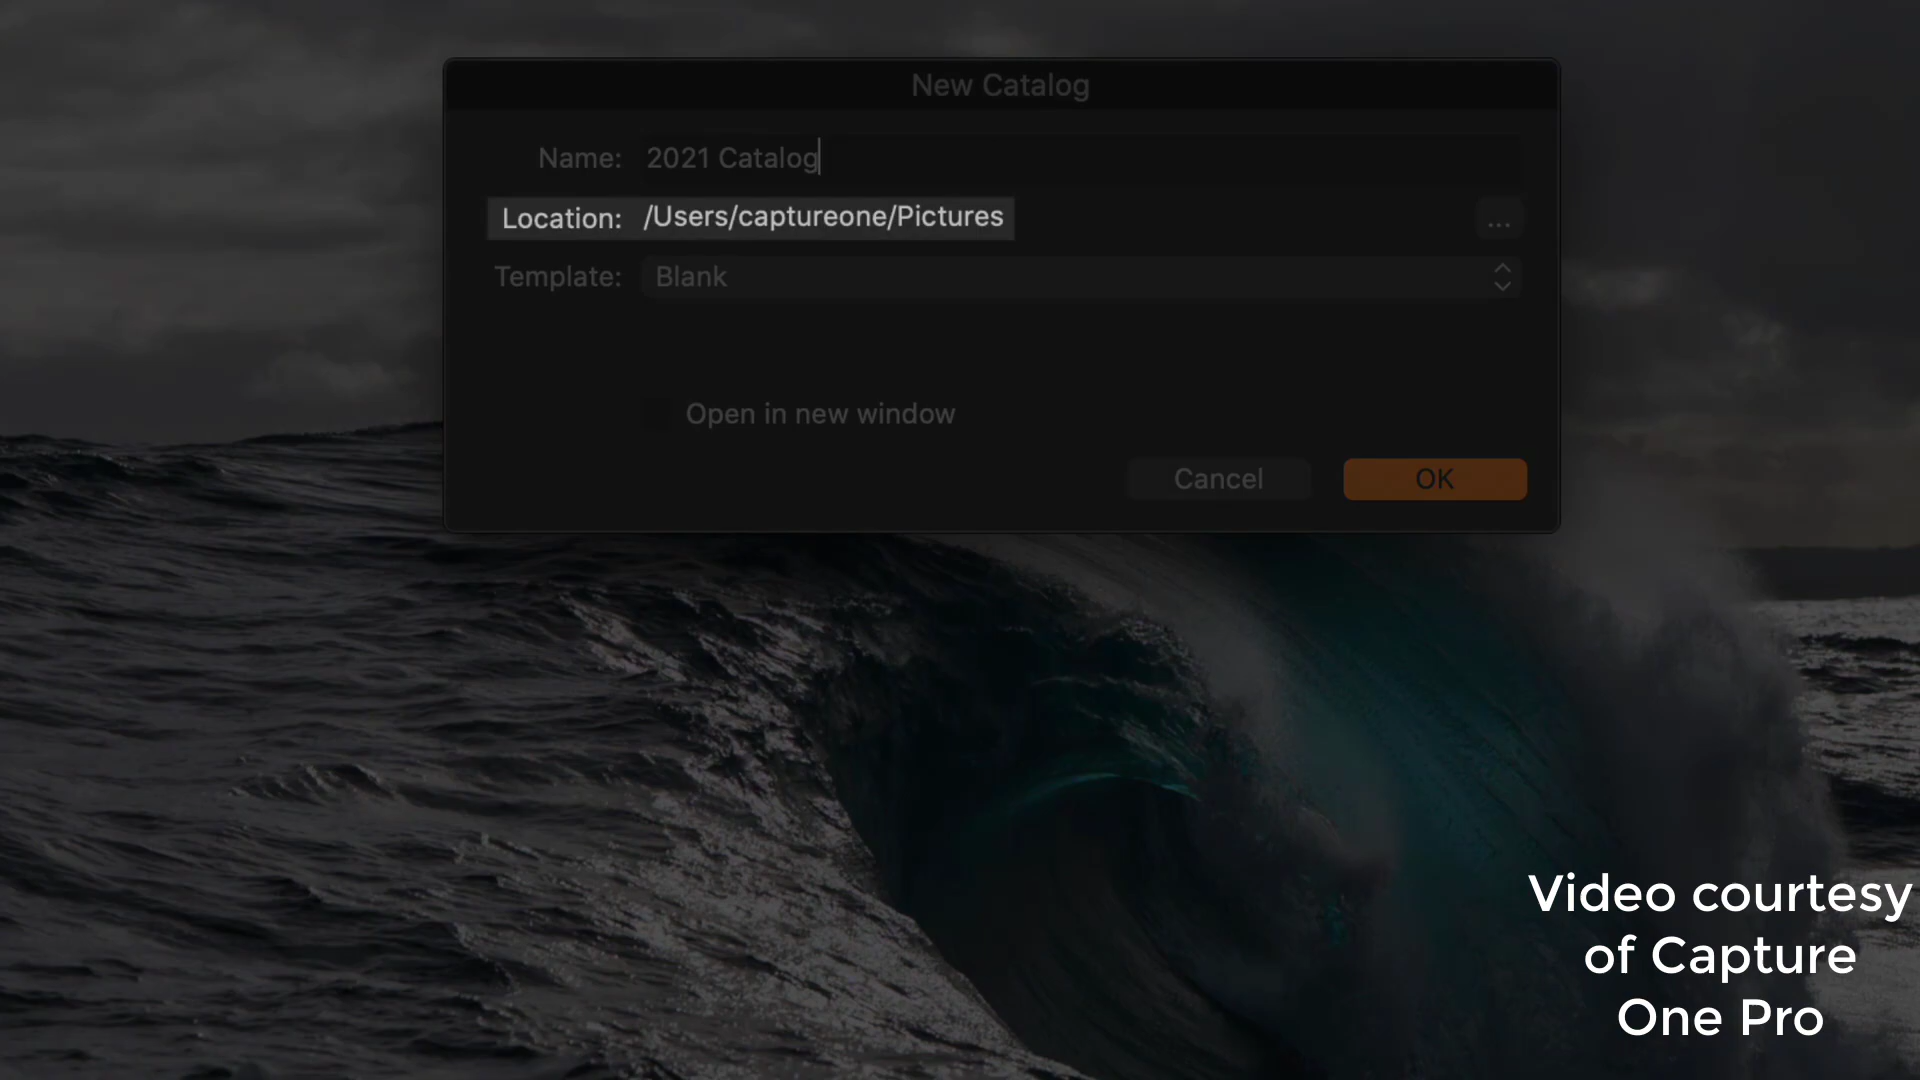 New Catalog
Name: 2021 Catalog
Location: /Users/captureone/Pictures
...
Template: Blank
Open in new window
Cancel OK
Video courtesy
of Capture
One Pro